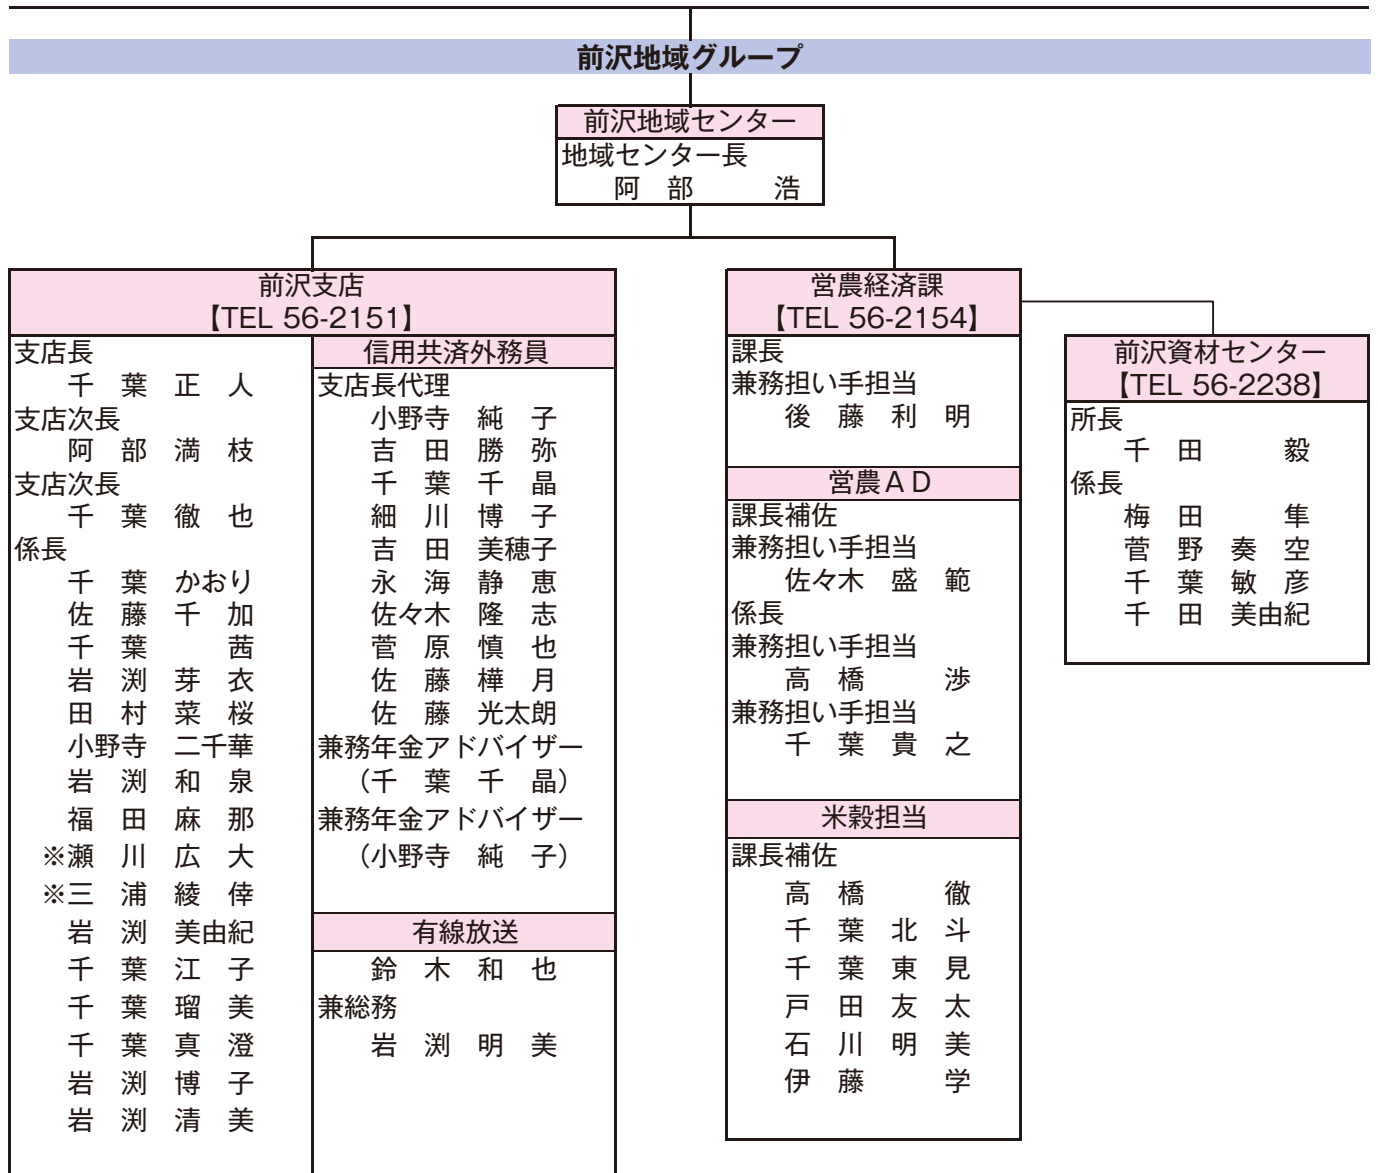 前沢地域グループ
前沢地域センター
地域センター長
阿　部　　　浩
前沢支店
【TEL 56-2151】
支店長
千　葉　正　人
支店次長
阿　部　満　枝
支店次長
千　葉　徹　也
係長
千　葉　かおり
佐　藤　千　加
千　葉　　　茜
岩　渕　芽　衣
田　村　菜　桜
小野寺　二千華
岩　渕　和　泉
福　田　麻　那
※瀬　川　広　大
※三　浦　綾　倖
岩　渕　美由紀
千　葉　江　子
千　葉　瑠　美
千　葉　真　澄
岩　渕　博　子
岩　渕　清　美
信用共済外務員
支店長代理
小野寺　純　子
吉　田　勝　弥
千　葉　千　晶
細　川　博　子
吉　田　美穂子
永　海　静　恵
佐々木　隆　志
菅　原　慎　也
佐　藤　樺　月
佐　藤　光太朗
兼務年金アドバイザー
（千　葉　千　晶）
兼務年金アドバイザー
（小野寺　純　子）
有線放送
鈴　木　和　也
兼総務
岩　渕　明　美
営農経済課
【TEL 56-2154】
課長
兼務担い手担当
後　藤　利　明
営農ＡＤ
課長補佐
兼務担い手担当
佐々木　盛　範
係長
兼務担い手担当
高　橋　　　渉
兼務担い手担当
千　葉　貴　之
米穀担当
課長補佐
高　橋　　　徹
千　葉　北　斗
千　葉　東　見
戸　田　友　太
石　川　明　美
伊　藤　　　学
前沢資材センター
【TEL 56-2238】
所長
千　田　　　毅
係長
梅　田　　　隼
菅　野　奏　空
千　葉　敏　彦
千　田　美由紀